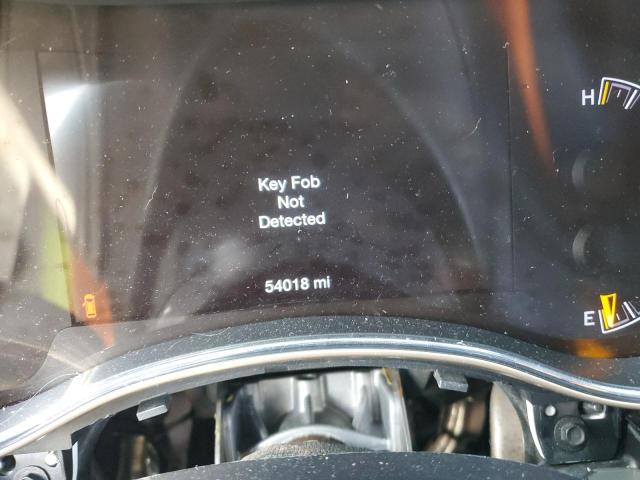 H
Key Fob
Not
Detected
54018 mi
E